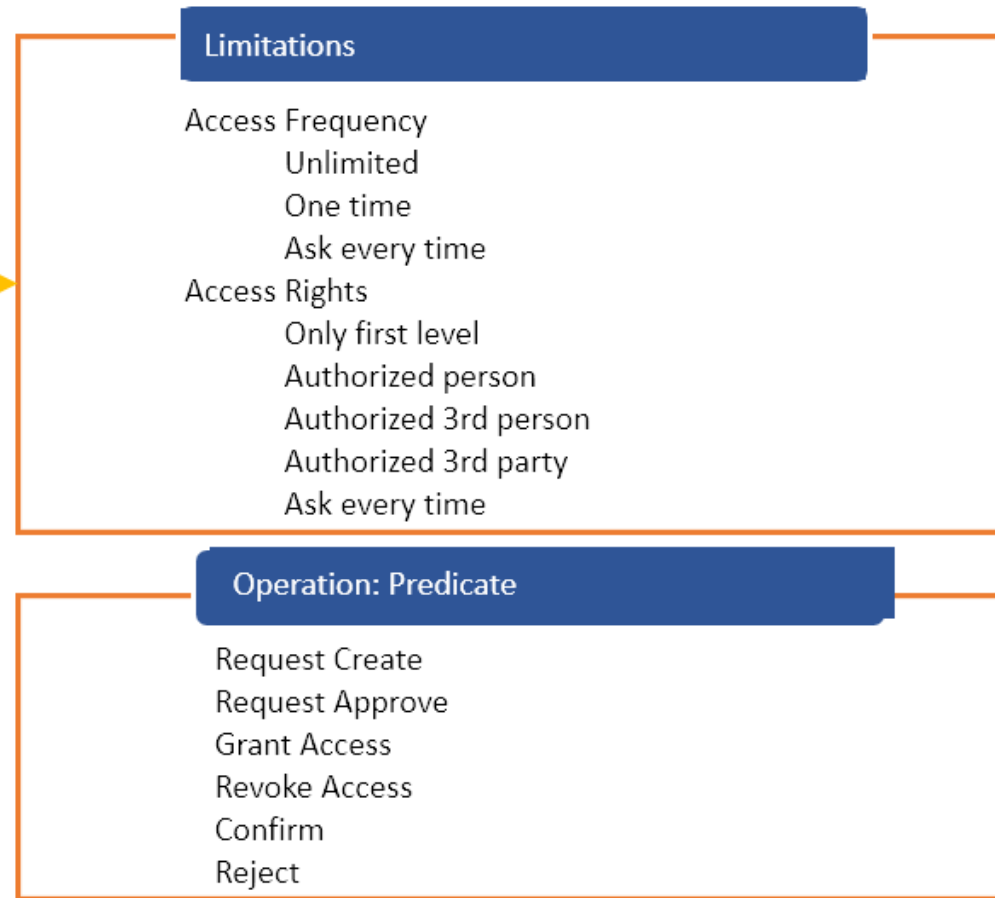 Limitations
Access Frequency
Unlimited
One time
Ask every time
Access Rights
Only first level
Authorized person
Authorized 3rd person
Authorized 3rd party
Ask every time
Operation: Predicate
Request Create
Request Approve
Grant Access
Revoke Access
Confirm
Reject